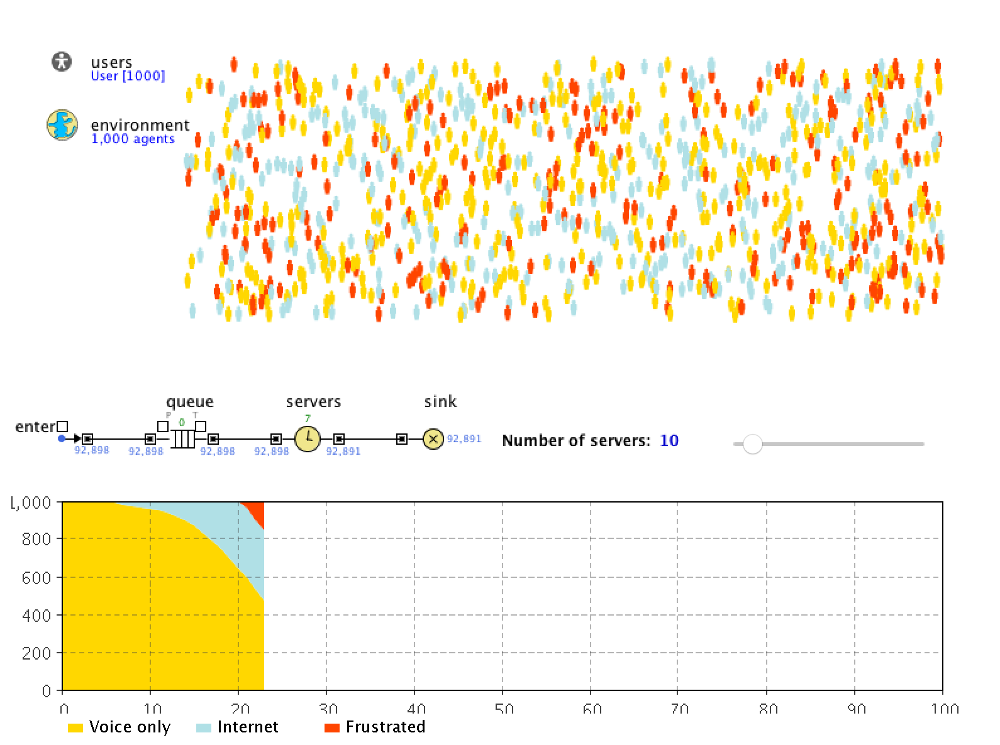 users
User [1000]
environment
1,000 agents
queue
servers
sink
P
T
0
7
enter
92,898
92,898
92,898
92,898
92,891
92,891
Number of servers: 10
1,000
800
600
400
200
0
0 10 20 30 40 50 60 70 80 90 100
Voice only
Internet
Frustrated